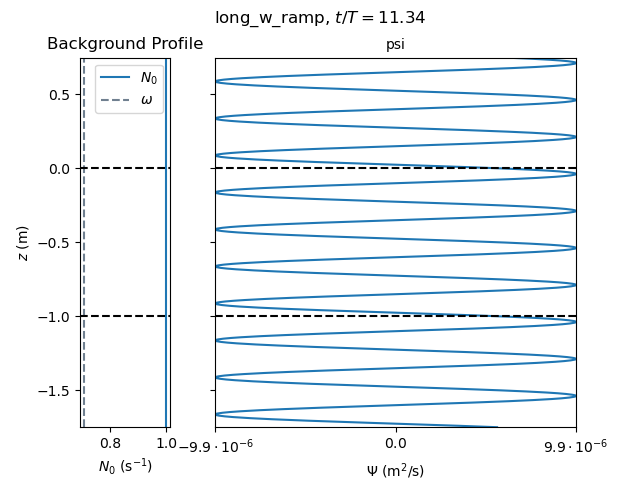 long_w_ramp, t/T = 11.34
Background Profile
psi
N₀
ω
0.5
0.0
−0.5
−1.0
−1.5
z (m)
0.8
1.0
−9.9 · 10⁻⁶
0.0
9.9 · 10⁻⁶
N₀ (s⁻¹)
Ψ (m²/s)